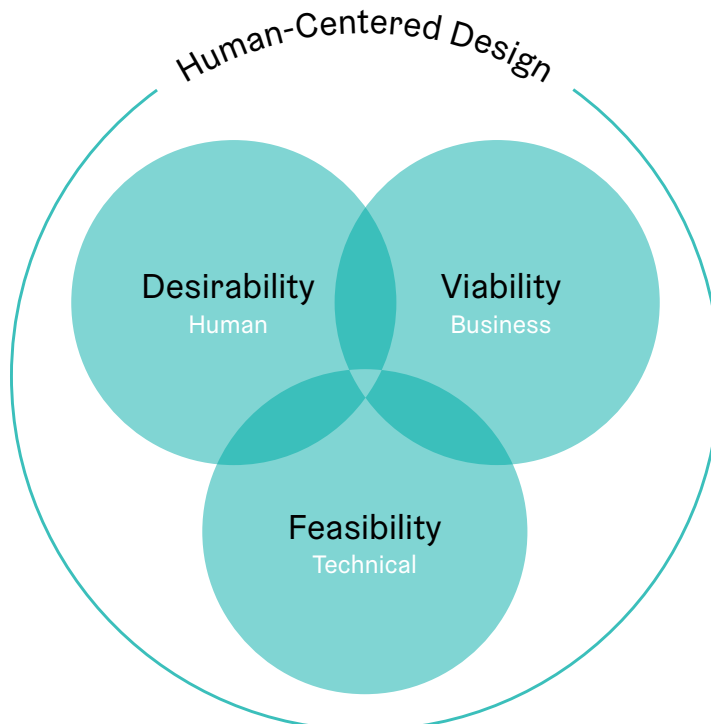 Human-Centered Design
Desirability
Human
Viability
Business
Feasibility
Technical